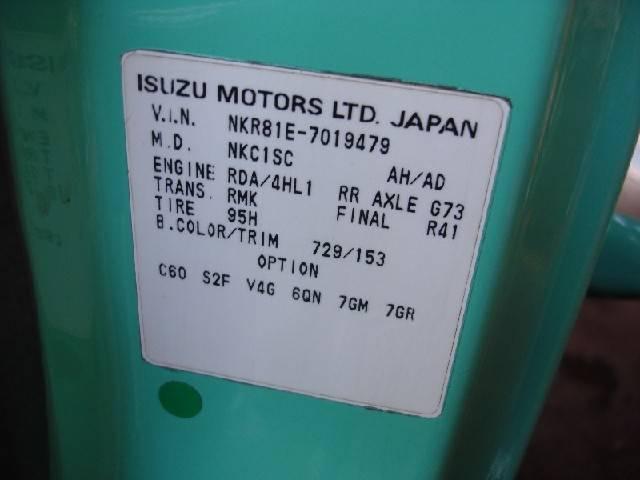 ISUZU MOTORS LTD. JAPAN
V.I.N. NKR81E-7019479
M.D. NKC1SC AH/AD
ENGINE RDA/4HL1 RR AXLE G73
TRANS. RMK FINAL R41
TIRE 95H
B.COLOR/TRIM 729/153
OPTION
C60 S2F V4G 6QN 7GM 7GR